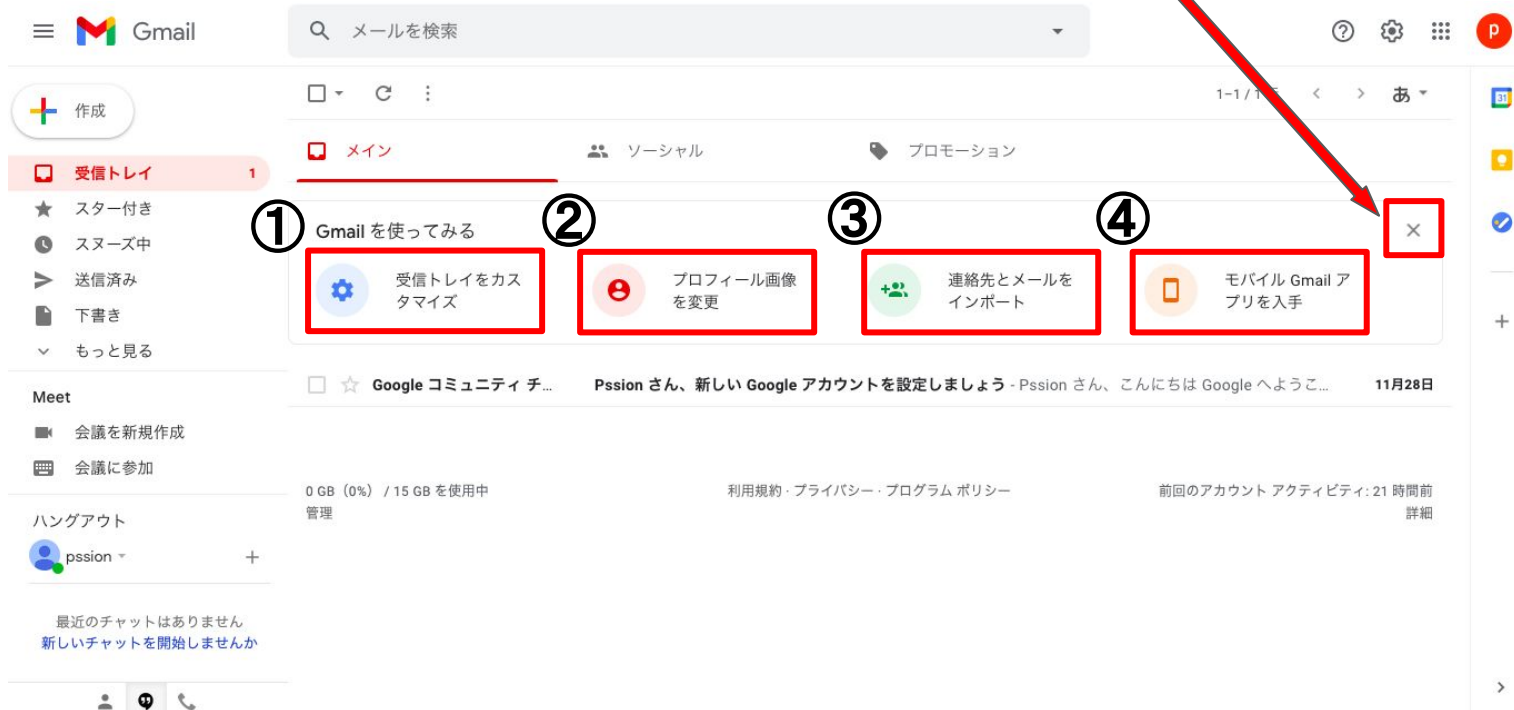 Gmail
メールを検索
p
作成
1-1 / 1
あ
31
メイン
ソーシャル
プロモーション
受信トレイ 1
スター付き
スヌーズ中
送信済み
下書き
もっと見る
① ② ③ ④
Gmail を使ってみる
受信トレイをカス
タマイズ
プロフィール画像
を変更
連絡先とメールを
インポート
モバイル Gmail ア
プリを入手
Google コミュニティ チ... Pssion さん、新しい Google アカウントを設定しましょう - Pssion さん、こんにちは Google へようこ... 11月28日
Meet
会議を新規作成
会議に参加
0 GB（0%） / 15 GB を使用中
管理
利用規約 · プライバシー · プログラム ポリシー
前回のアカウント アクティビティ: 21 時間前
詳細
ハングアウト
pssion
最近のチャットはありません
新しいチャットを開始しませんか